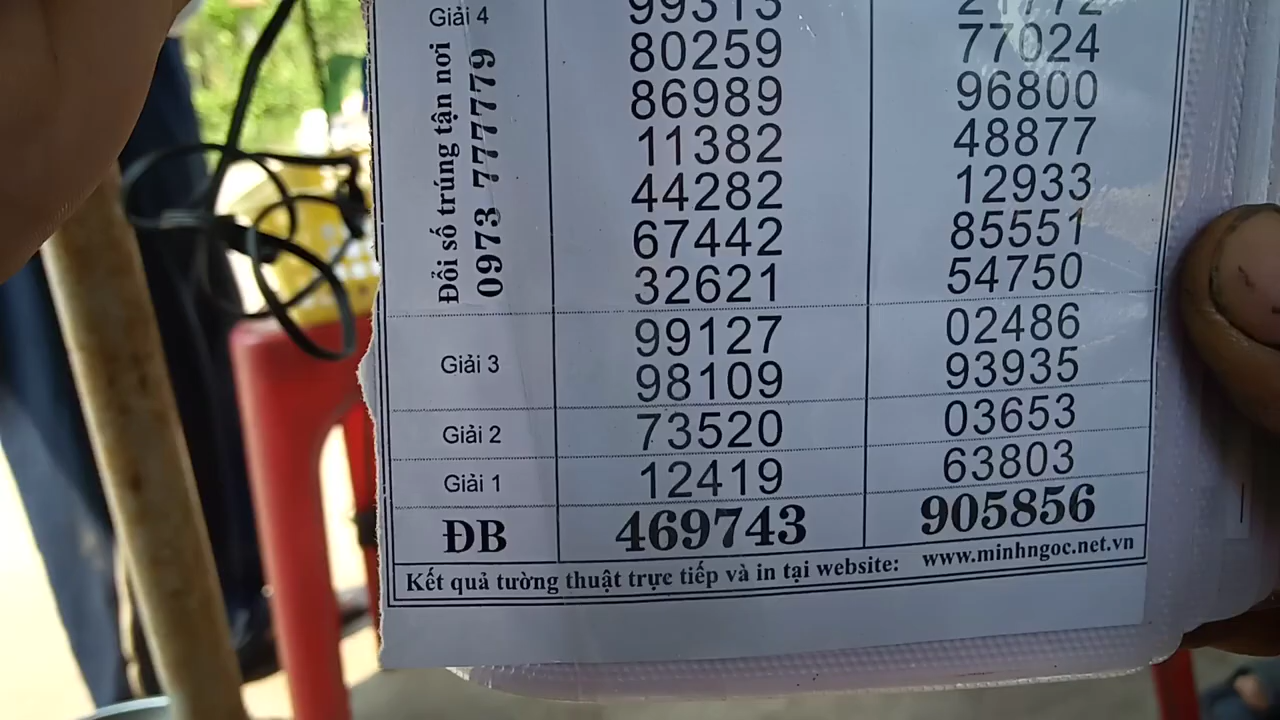 Giải 4 99313 21772
Đổi số trúng tận nơi
0973 777779
80259 77024
86989 96800
11382 48877
44282 12933
67442 85551
32621 54750
Giải 3 99127 02486
98109 93935
Giải 2 73520 03653
Giải 1 12419 63803
ĐB 469743 905856
Kết quả tường thuật trực tiếp và in tại website: www.minhngoc.net.vn